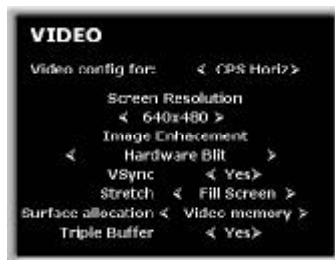 VIDEO
Video config for: < CPS Horiz>
Screen Resolution
< 640x480 >
Image Enhacement
< Hardware Blit >
VSync < Yes>
Stretch < Fill Screen >
Surface allocation < Video memory >
Triple Buffer < Yes>